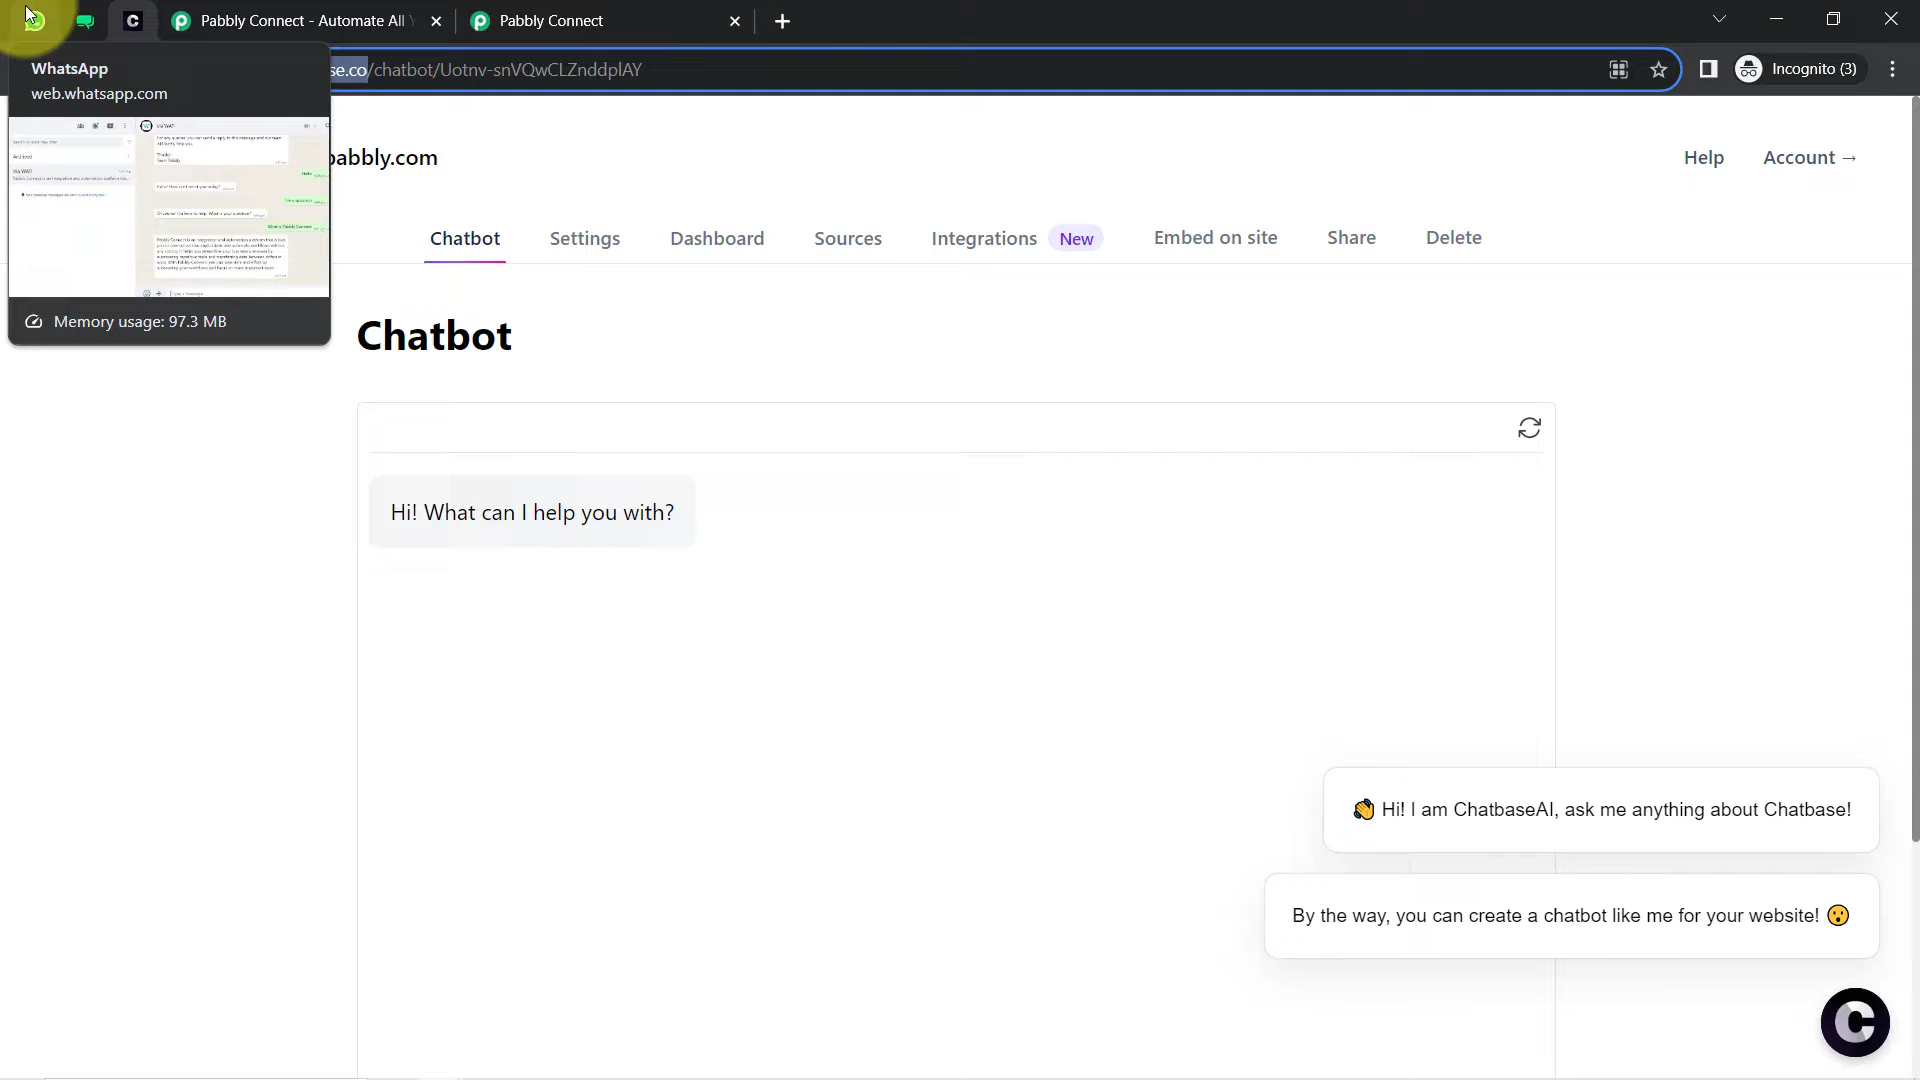 Pabbly Connect - Automate All
Pabbly Connect
WhatsApp
web.whatsapp.com
se.co/chatbot/Uotnv-snVQwCLZnddplAY
Incognito (3)
pabbly.com
Help
Account →
Chatbot
Settings
Dashboard
Sources
Integrations
New
Embed on site
Share
Delete
Memory usage: 97.3 MB
Chatbot
Hi! What can I help you with?
👋 Hi! I am ChatbaseAI, ask me anything about Chatbase!
By the way, you can create a chatbot like me for your website! 😮